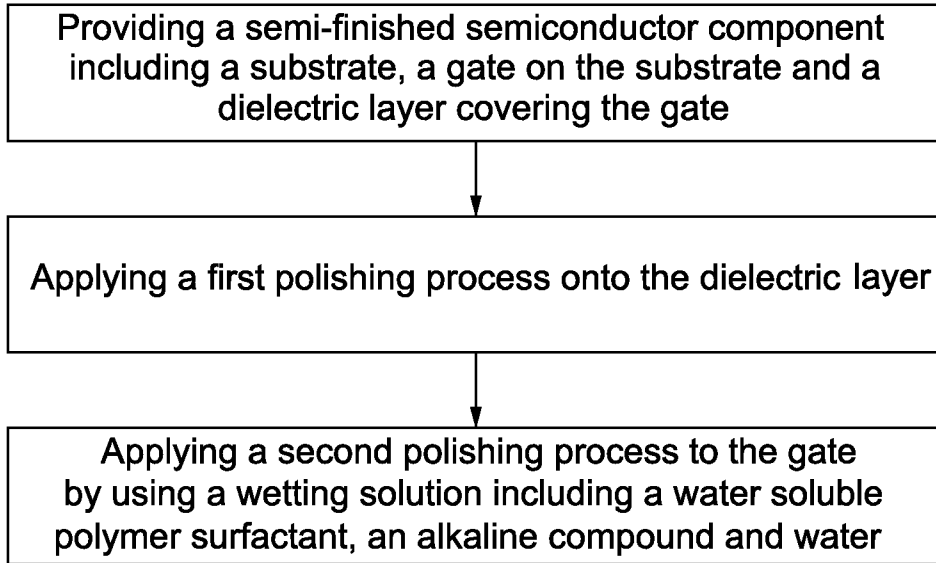 Providing a semi-finished semiconductor component
including a substrate, a gate on the substrate and a
dielectric layer covering the gate
Applying a first polishing process onto the dielectric layer
Applying a second polishing process to the gate
by using a wetting solution including a water soluble
polymer surfactant, an alkaline compound and water